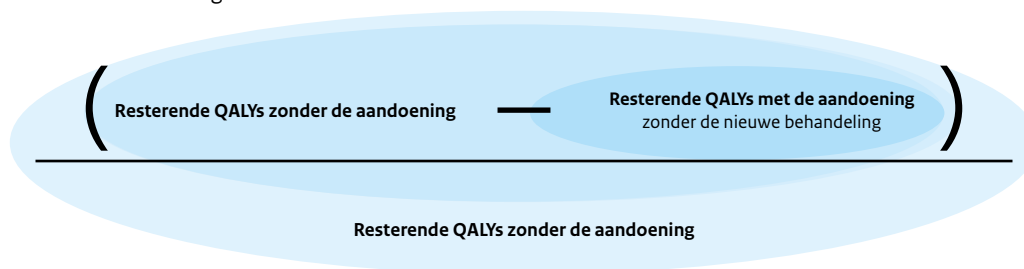 ( Resterende QALYs zonder de aandoening — Resterende QALYs met de aandoening
zonder de nieuwe behandeling )
Resterende QALYs zonder de aandoening